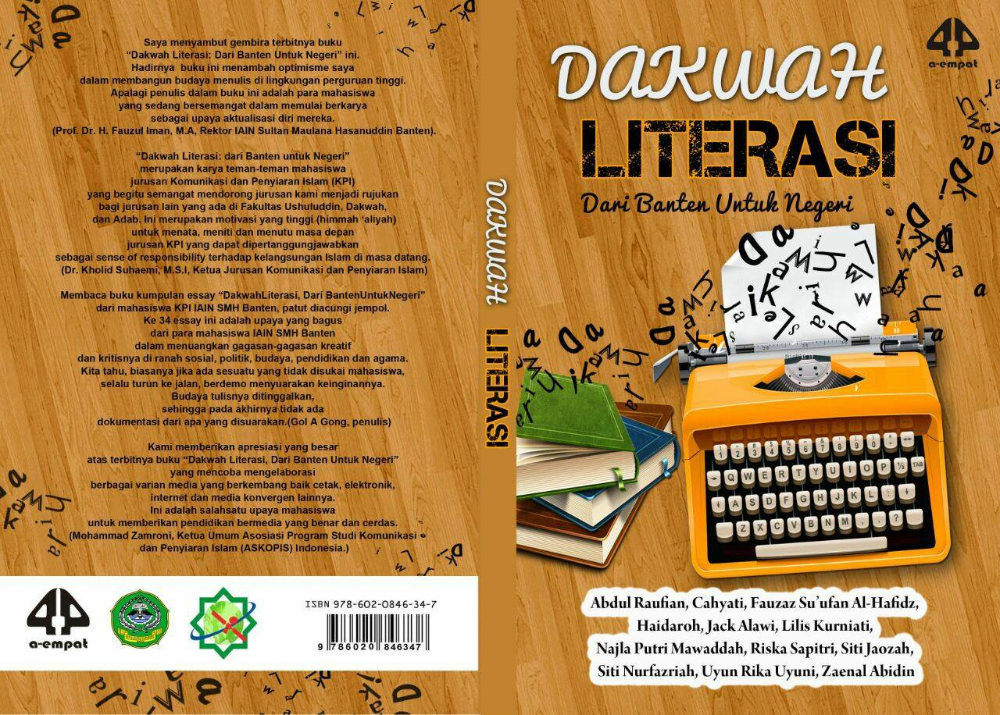 Saya menyambut gembira terbitnya buku
“Dakwah Literasi: Dari Banten Untuk Negeri” ini.
Hadirnya buku ini menambah optimisme saya
dalam membangun budaya menulis di lingkungan perguruan tinggi.
Apalagi penulis dalam buku ini adalah para mahasiswa
yang sedang bersemangat dalam memulai berkarya
sebagai upaya aktualisasi diri mereka.
(Prof. Dr. H. Fauzul Iman, M.A, Rektor IAIN Sultan Maulana Hasanuddin Banten).
“Dakwah Literasi: dari Banten untuk Negeri”
merupakan karya teman-teman mahasiswa
jurusan Komunikasi dan Penyiaran Islam (KPI)
yang begitu semangat mendorong jurusan kami menjadi rujukan
bagi jurusan lain yang ada di Fakultas Ushuluddin, Dakwah,
dan Adab. Ini merupakan motivasi yang tinggi (himmah ‘aliyah)
untuk menata, meniti dan menutu masa depan
jurusan KPI yang dapat dipertanggungjawabkan
sebagai sense of responsibility terhadap kelangsungan Islam di masa datang.
(Dr. Kholid Suhaemi, M.S.I, Ketua Jurusan Komunikasi dan Penyiaran Islam)
Membaca buku kumpulan essay “DakwahLiterasi, Dari BantenUntukNegeri”
dari mahasiswa KPI IAIN SMH Banten, patut diacungi jempol.
Ke 34 essay ini adalah upaya yang bagus
dari para mahasiswa IAIN SMH Banten
dalam menuangkan gagasan-gagasan kreatif
dan kritisnya di ranah sosial, politik, budaya, pendidikan dan agama.
Kita tahu, biasanya jika ada sesuatu yang tidak disukai mahasiswa,
selalu turun ke jalan, berdemo menyuarakan keinginannya.
Budaya tulisnya ditinggalkan,
sehingga pada akhirnya tidak ada
dokumentasi dari apa yang disuarakan.(Gol A Gong, penulis)
Kami memberikan apresiasi yang besar
atas terbitnya buku “Dakwah Literasi, Dari Banten Untuk Negeri”
yang mencoba mengelaborasi
berbagai varian media yang berkembang baik cetak, elektronik,
internet dan media konvergen lainnya.
Ini adalah salahsatu upaya mahasiswa
untuk memberikan pendidikan bermedia yang benar dan cerdas.
(Mohammad Zamroni, Ketua Umum Asosiasi Program Studi Komunikasi
dan Penyiaran Islam (ASKOPIS) Indonesia.)
a-empat
ISBN 978-602-0846-34-7
9 786020 846347
DAKWAH LITERASI
a-empat
DAKWAH
LITERASI
Dari Banten Untuk Negeri
Q W E R T Y U I O P ½ TAB
A S D F G H J K L
Z X C V B N M , . ?
Abdul Raufian, Cahyati, Fauzaz Su’ufan Al-Hafidz,
Haidaroh, Jack Alawi, Lilis Kurniati,
Najla Putri Mawaddah, Riska Sapitri, Siti Jaozah,
Siti Nurfazriah, Uyun Rika Uyuni, Zaenal Abidin